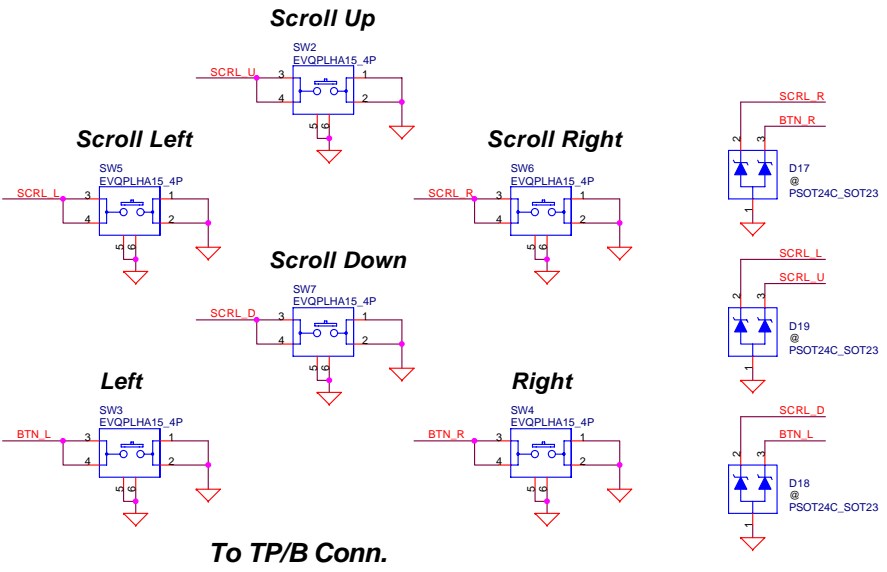 Scroll Up
SW2
EVQPLHA15_4P
SCRL_U
3
1
4
2
5
6
Scroll Left
SW5
EVQPLHA15_4P
SCRL_L
3
1
4
2
5
6
Scroll Right
SW6
EVQPLHA15_4P
SCRL_R
3
1
4
2
5
6
Scroll Down
SW7
EVQPLHA15_4P
SCRL_D
3
1
4
2
5
6
Left
SW3
EVQPLHA15_4P
BTN_L
3
1
4
2
5
6
Right
SW4
EVQPLHA15_4P
BTN_R
3
1
4
2
5
6
SCRL_R
BTN_R
2
3
D17
@
PSOT24C_SOT23
1
SCRL_L
SCRL_U
2
3
D19
@
PSOT24C_SOT23
1
SCRL_D
BTN_L
2
3
D18
@
PSOT24C_SOT23
1
To TP/B Conn.